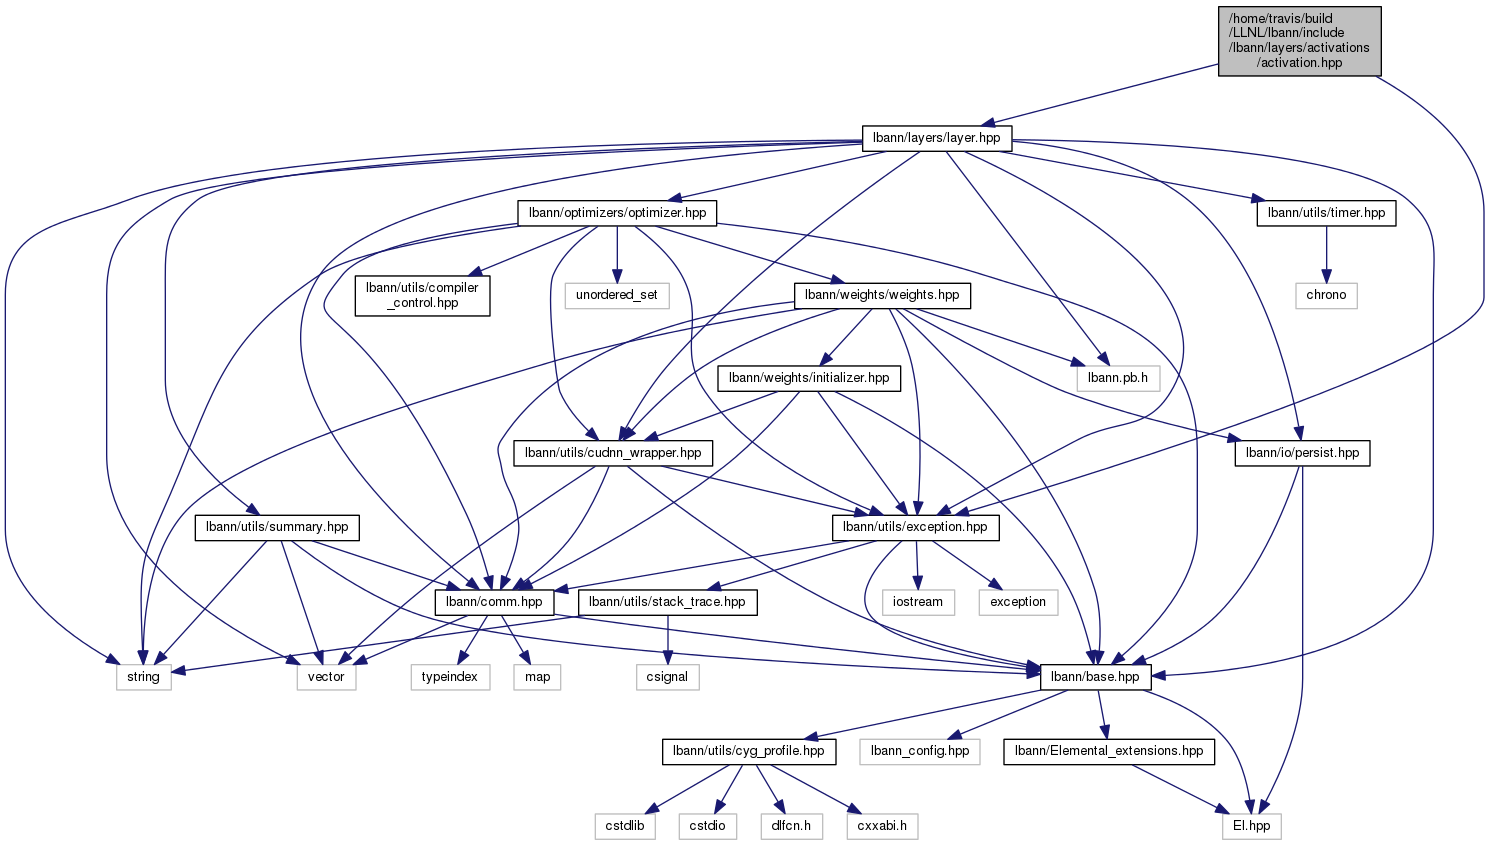 /home/travis/build
/LLNL/lbann/include
/lbann/layers/activations
/activation.hpp
lbann/layers/layer.hpp
lbann/optimizers/optimizer.hpp
lbann/utils/timer.hpp
lbann/utils/compiler
_control.hpp
unordered_set
lbann/weights/weights.hpp
chrono
lbann/weights/initializer.hpp
lbann.pb.h
lbann/utils/cudnn_wrapper.hpp
lbann/io/persist.hpp
lbann/utils/summary.hpp
lbann/utils/exception.hpp
lbann/comm.hpp
lbann/utils/stack_trace.hpp
iostream
exception
string
vector
typeindex
map
csignal
lbann/base.hpp
lbann/utils/cyg_profile.hpp
lbann_config.hpp
lbann/Elemental_extensions.hpp
cstdlib
cstdio
dlfcn.h
cxxabi.h
El.hpp